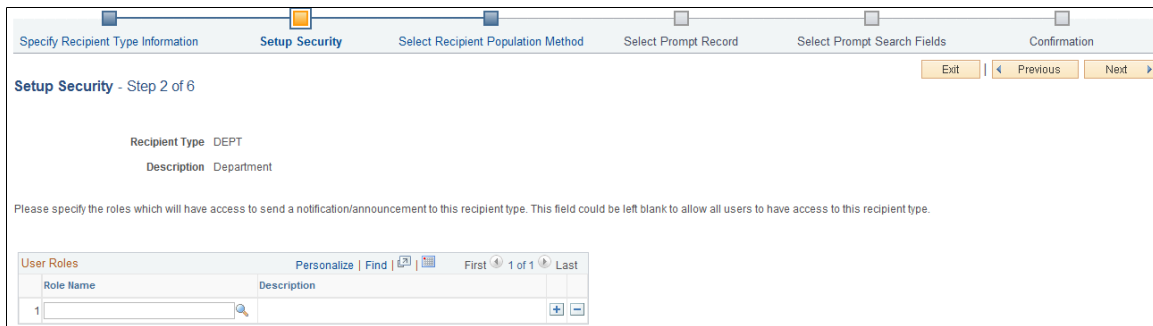 Specify Recipient Type Information Setup Security Select Recipient Population Method Select Prompt Record Select Prompt Search Fields Confirmation
Exit | Previous Next
Setup Security - Step 2 of 6
Recipient Type DEPT
Description Department
Please specify the roles which will have access to send a notification/announcement to this recipient type. This field could be left blank to allow all users to have access to this recipient type.
User Roles Personalize | Find | | First 1 of 1 Last
Role Name Description
1